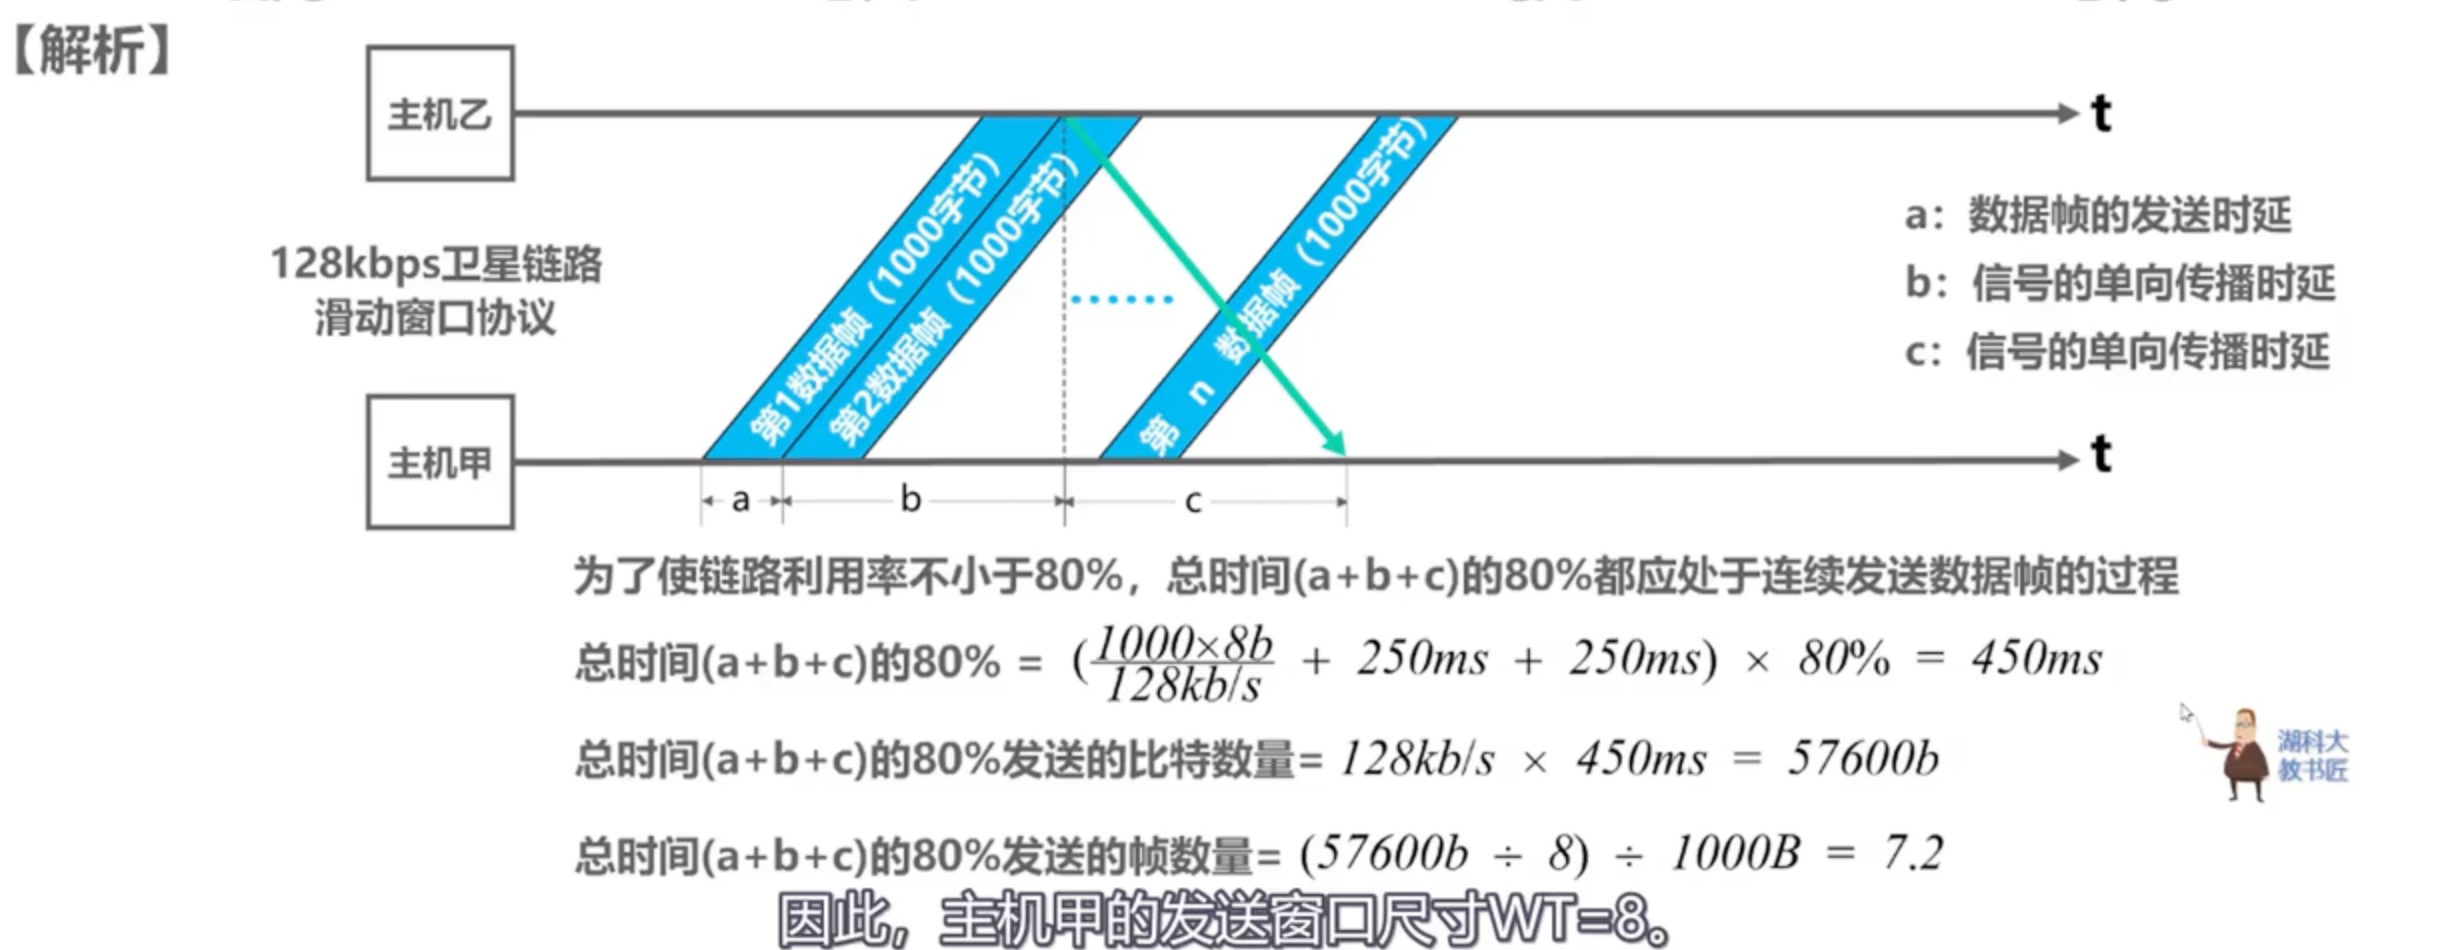 【解析】
主机乙
t
128kbps卫星链路
滑动窗口协议
第1数据帧（1000字节）
第2数据帧（1000字节）
······
第 n 数据帧（1000字节）
a：数据帧的发送时延
b：信号的单向传播时延
c：信号的单向传播时延
主机甲
t
a b c
为了使链路利用率不小于80%，总时间(a+b+c)的80%都应处于连续发送数据帧的过程
总时间(a+b+c)的80% = (1000×8b/128kb/s + 250ms + 250ms) × 80% = 450ms
总时间(a+b+c)的80%发送的比特数量= 128kb/s × 450ms = 57600b
湖科大
教书匠
总时间(a+b+c)的80%发送的帧数量= (57600b ÷ 8) ÷ 1000B = 7.2
因此，主机甲的发送窗口尺寸WT=8。